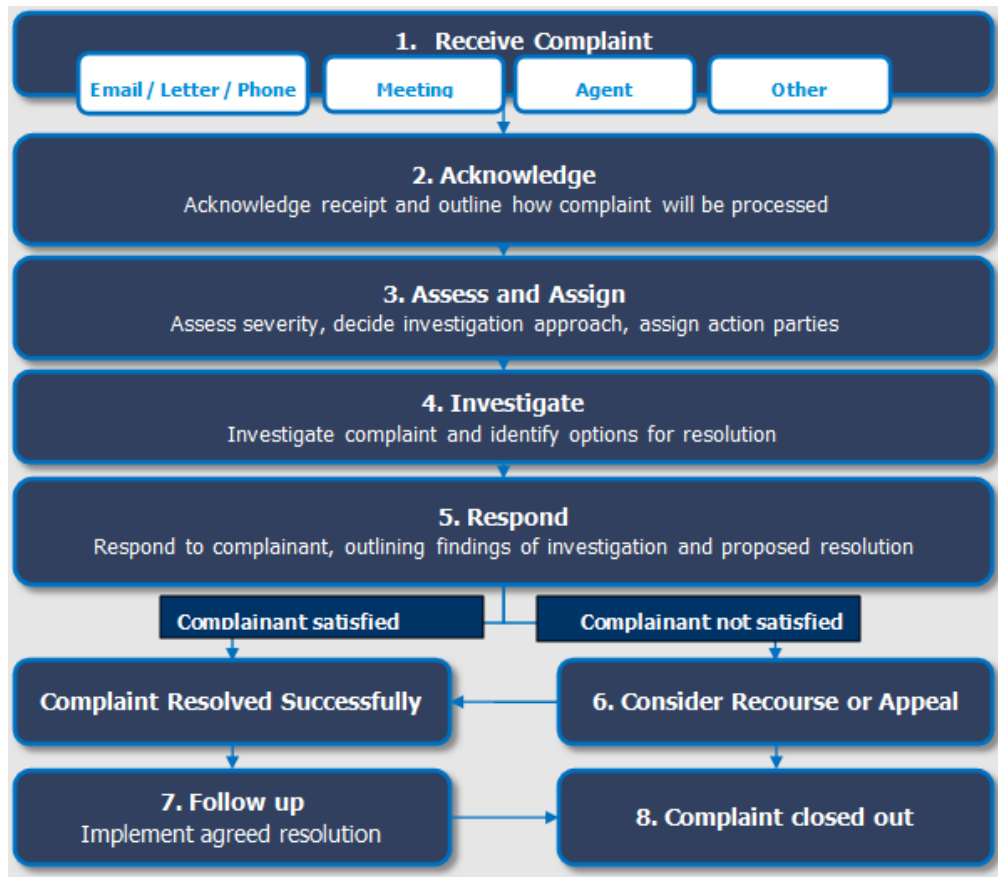 1. Receive Complaint
Email / Letter / Phone
Meeting
Agent
Other
2. Acknowledge
Acknowledge receipt and outline how complaint will be processed
3. Assess and Assign
Assess severity, decide investigation approach, assign action parties
4. Investigate
Investigate complaint and identify options for resolution
5. Respond
Respond to complainant, outlining findings of investigation and proposed resolution
Complainant satisfied
Complainant not satisfied
Complaint Resolved Successfully
6. Consider Recourse or Appeal
7. Follow up
Implement agreed resolution
8. Complaint closed out